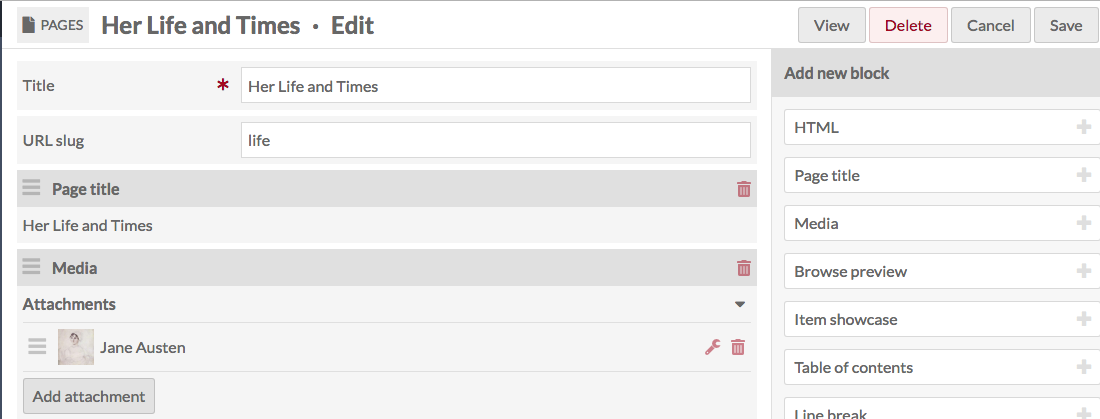 PAGES Her Life and Times · Edit View Delete Cancel Save
Title * Her Life and Times
URL slug life
Page title
Her Life and Times
Media
Attachments
Jane Austen
Add attachment
Add new block
HTML
Page title
Media
Browse preview
Item showcase
Table of contents
Line break